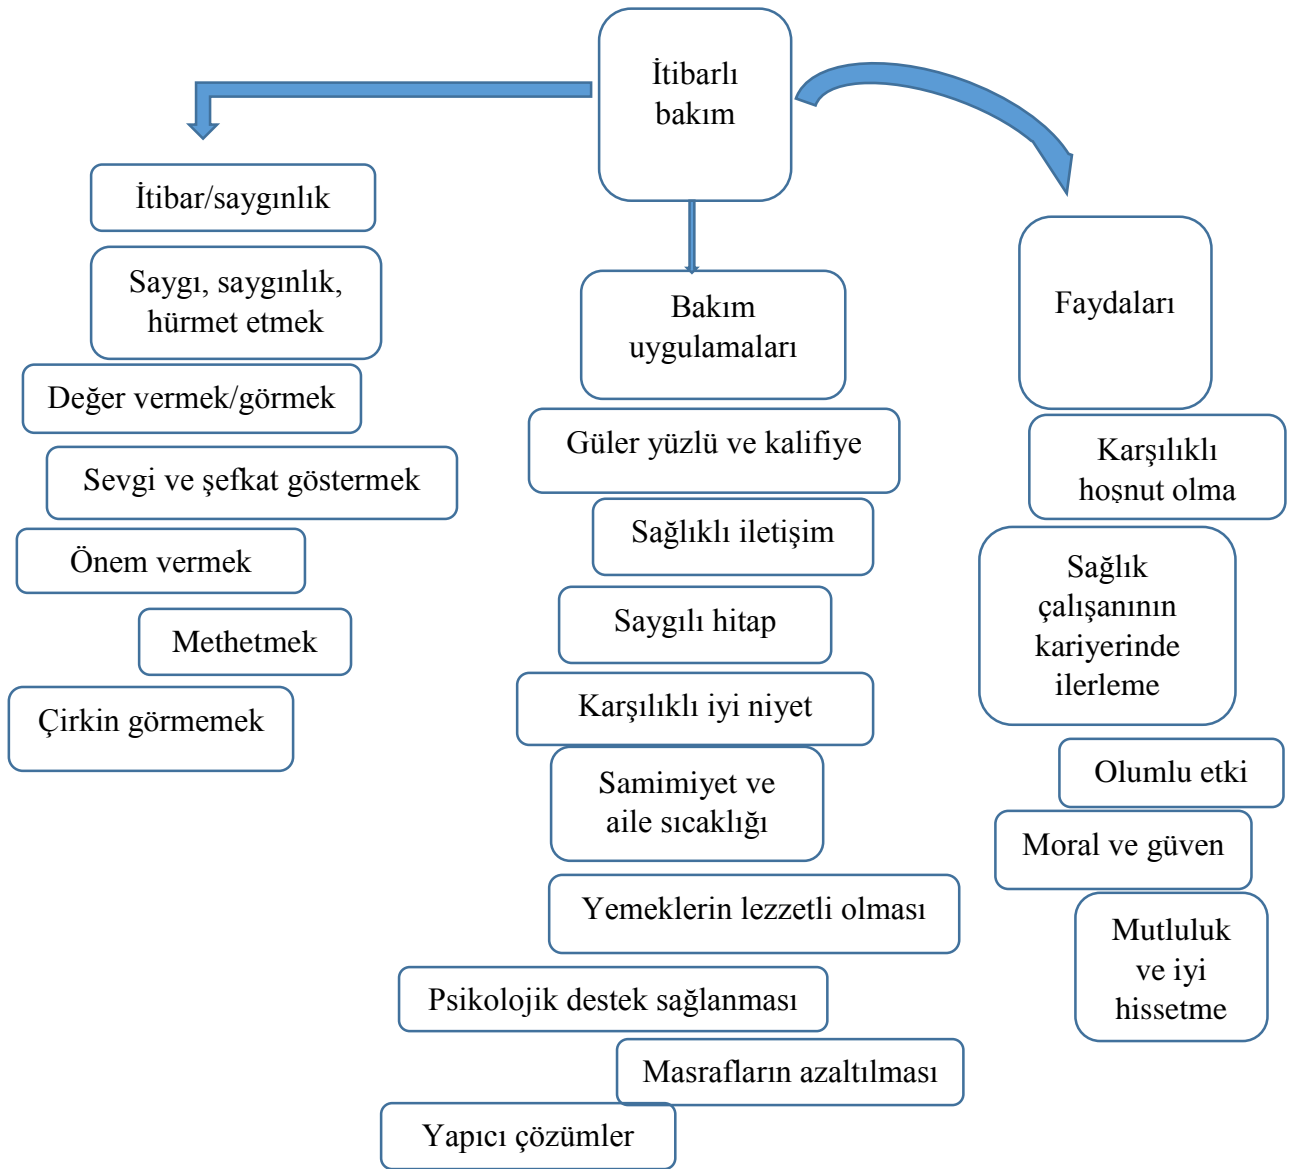 İtibarlı
bakım
İtibar/saygınlık
Saygı, saygınlık,
hürmet etmek
Değer vermek/görmek
Sevgi ve şefkat göstermek
Önem vermek
Methetmek
Çirkin görmemek
Bakım
uygulamaları
Güler yüzlü ve kalifiye
Sağlıklı iletişim
Saygılı hitap
Karşılıklı iyi niyet
Samimiyet ve
aile sıcaklığı
Yemeklerin lezzetli olması
Psikolojik destek sağlanması
Masrafların azaltılması
Yapıcı çözümler
Faydaları
Karşılıklı
hoşnut olma
Sağlık
çalışanının
kariyerinde
ilerleme
Olumlu etki
Moral ve güven
Mutluluk
ve iyi
hissetme